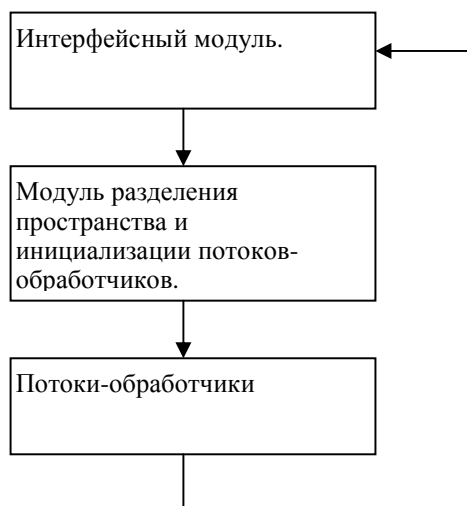 Интерфейсный модуль.
Модуль разделения
пространства и
инициализации потоков-
обработчиков.
Потоки-обработчики